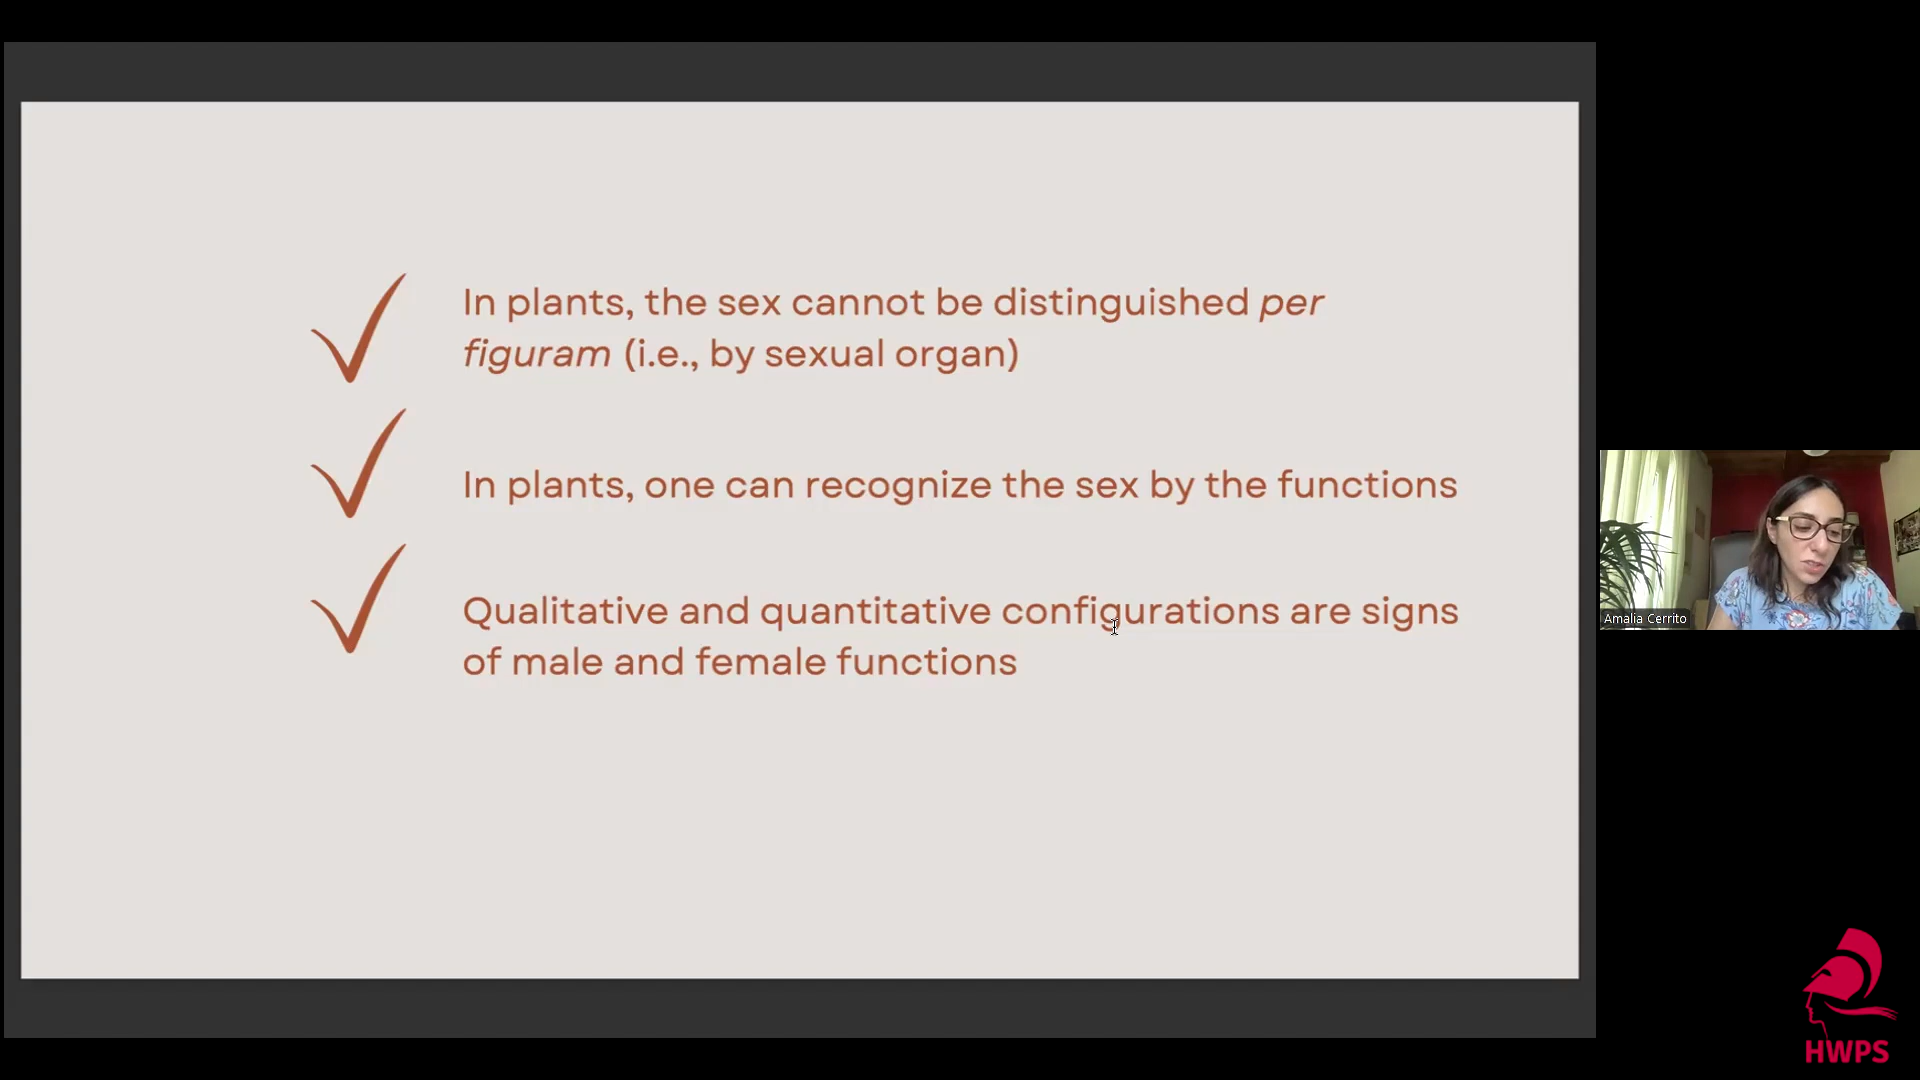 In plants, the sex cannot be distinguished per
figuram (i.e., by sexual organ)
In plants, one can recognize the sex by the functions
Qualitative and quantitative configurations are signs
of male and female functions
Amalia Cerrito
HWPS